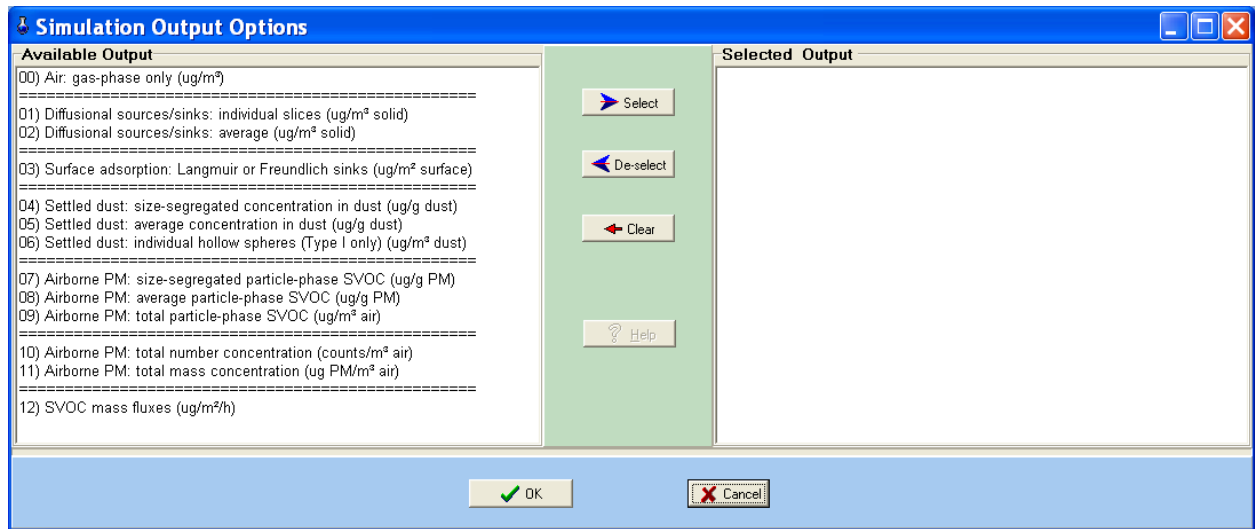 Simulation Output Options
Available Output
00) Air: gas-phase only (ug/m³)
==================================================
01) Diffusional sources/sinks: individual slices (ug/m³ solid)
02) Diffusional sources/sinks: average (ug/m³ solid)
==================================================
03) Surface adsorption: Langmuir or Freundlich sinks (ug/m² surface)
==================================================
04) Settled dust: size-segregated concentration in dust (ug/g dust)
05) Settled dust: average concentration in dust (ug/g dust)
06) Settled dust: individual hollow spheres (Type I only) (ug/m³ dust)
==================================================
07) Airborne PM: size-segregated particle-phase SVOC (ug/g PM)
08) Airborne PM: average particle-phase SVOC (ug/g PM)
09) Airborne PM: total particle-phase SVOC (ug/m³ air)
==================================================
10) Airborne PM: total number concentration (counts/m³ air)
11) Airborne PM: total mass concentration (ug PM/m³ air)
==================================================
12) SVOC mass fluxes (ug/m²/h)
Select
De-select
Clear
Help
Selected Output
OK
Cancel